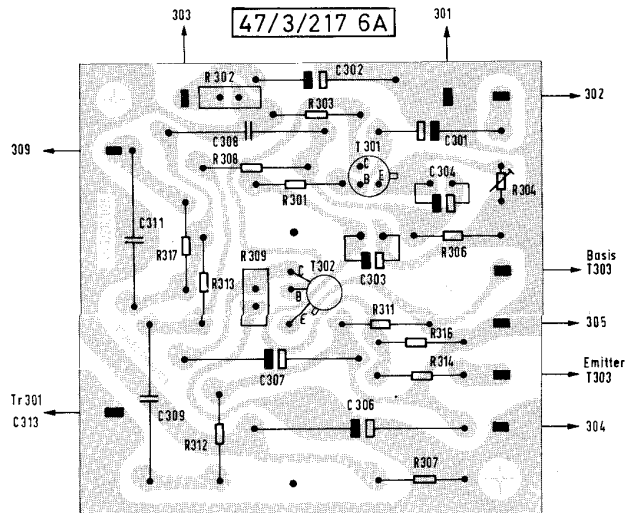 47/3/217 6A
303
301
R302
C302
302
R303
C308
C301
309
T301
R308
C
B
E
C304
R304
R301
C311
R317
R309
T302
C303
R306
Basis
T303
R313
C
B
E
R311
305
R316
R314
Emitter
T303
C307
Tr301
C313
C309
C306
304
R312
R307